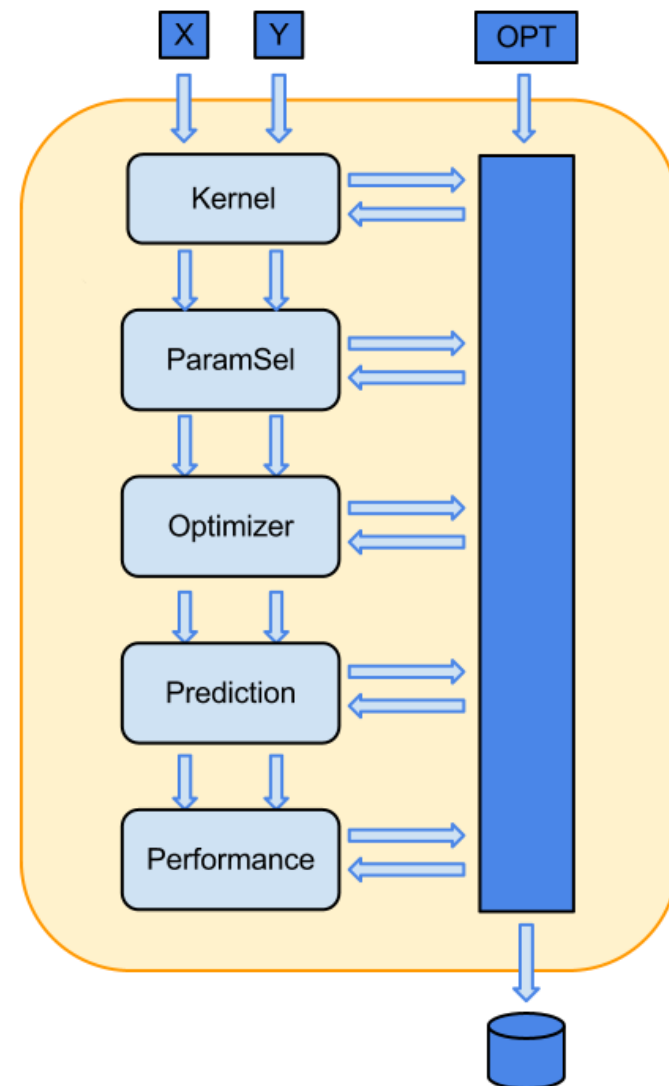 X Y OPT
Kernel
ParamSel
Optimizer
Prediction
Performance